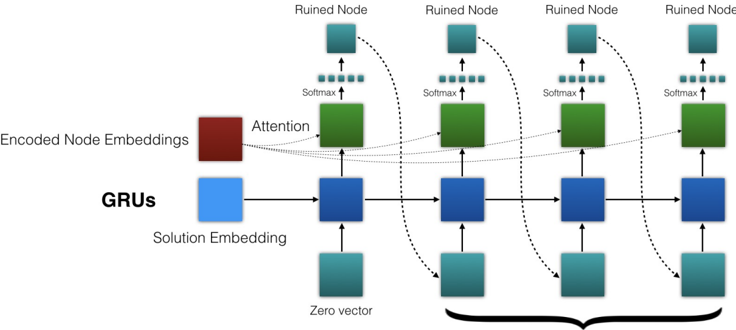 Ruined Node
Ruined Node
Ruined Node
Ruined Node
Softmax
Softmax
Softmax
Softmax
Attention
Encoded Node Embeddings
GRUs
Solution Embedding
Zero vector